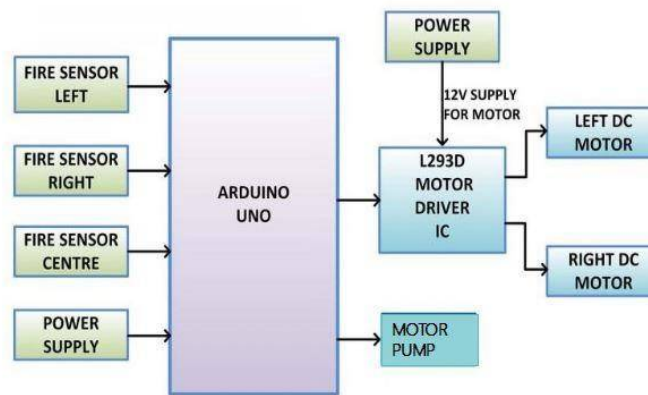 FIRE SENSOR
LEFT
FIRE SENSOR
RIGHT
FIRE SENSOR
CENTRE
POWER
SUPPLY
ARDUINO
UNO
POWER
SUPPLY
12V SUPPLY
FOR MOTOR
L293D
MOTOR
DRIVER
IC
MOTOR
PUMP
LEFT DC
MOTOR
RIGHT DC
MOTOR